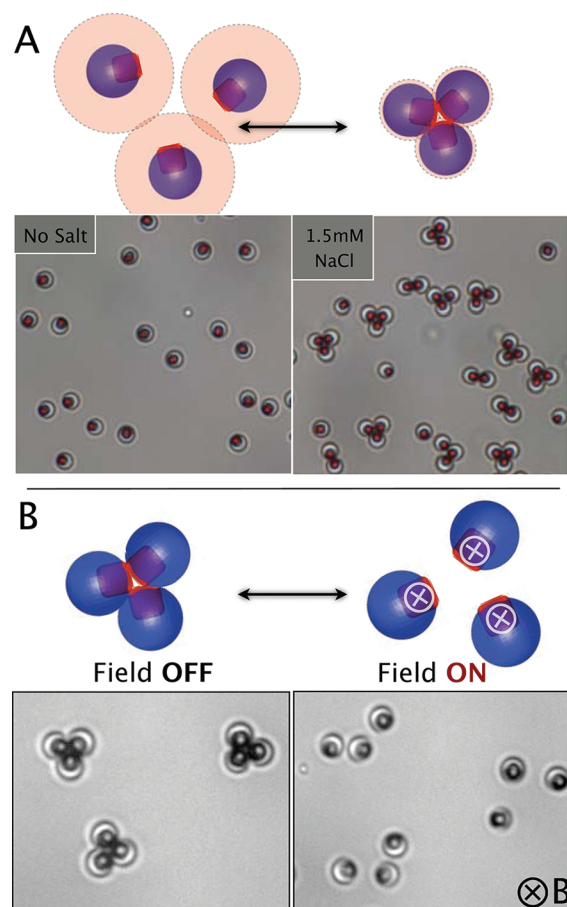 A
No Salt
1.5mM
NaCl
B
Field OFF
Field ON
B